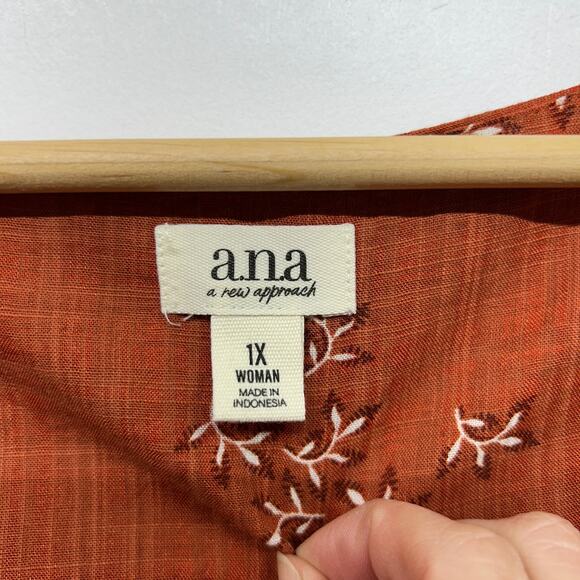 a.n.a
a new approach
1X
WOMAN
MADE IN
INDONESIA